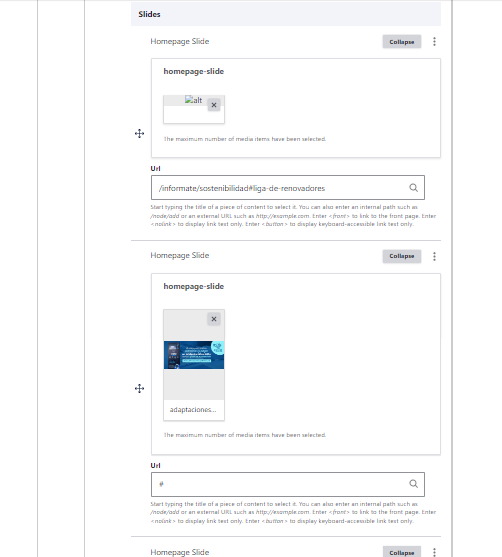 Slides
Homepage Slide
Collapse
homepage-slide
alt
The maximum number of media items have been selected.
Url
/informate/sostenibilidad#liga-de-renovadores
Start typing the title of a piece of content to select it. You can also enter an internal path such as
/node/add or an external URL such as http://example.com. Enter <front> to link to the front page. Enter
<nolink> to display link text only. Enter <button> to display keyboard-accessible link text only.
Homepage Slide
Collapse
homepage-slide
adaptaciones...
The maximum number of media items have been selected.
Url
#
Start typing the title of a piece of content to select it. You can also enter an internal path such as
/node/add or an external URL such as http://example.com. Enter <front> to link to the front page. Enter
<nolink> to display link text only. Enter <button> to display keyboard-accessible link text only.
Homepage Slide
Collapse